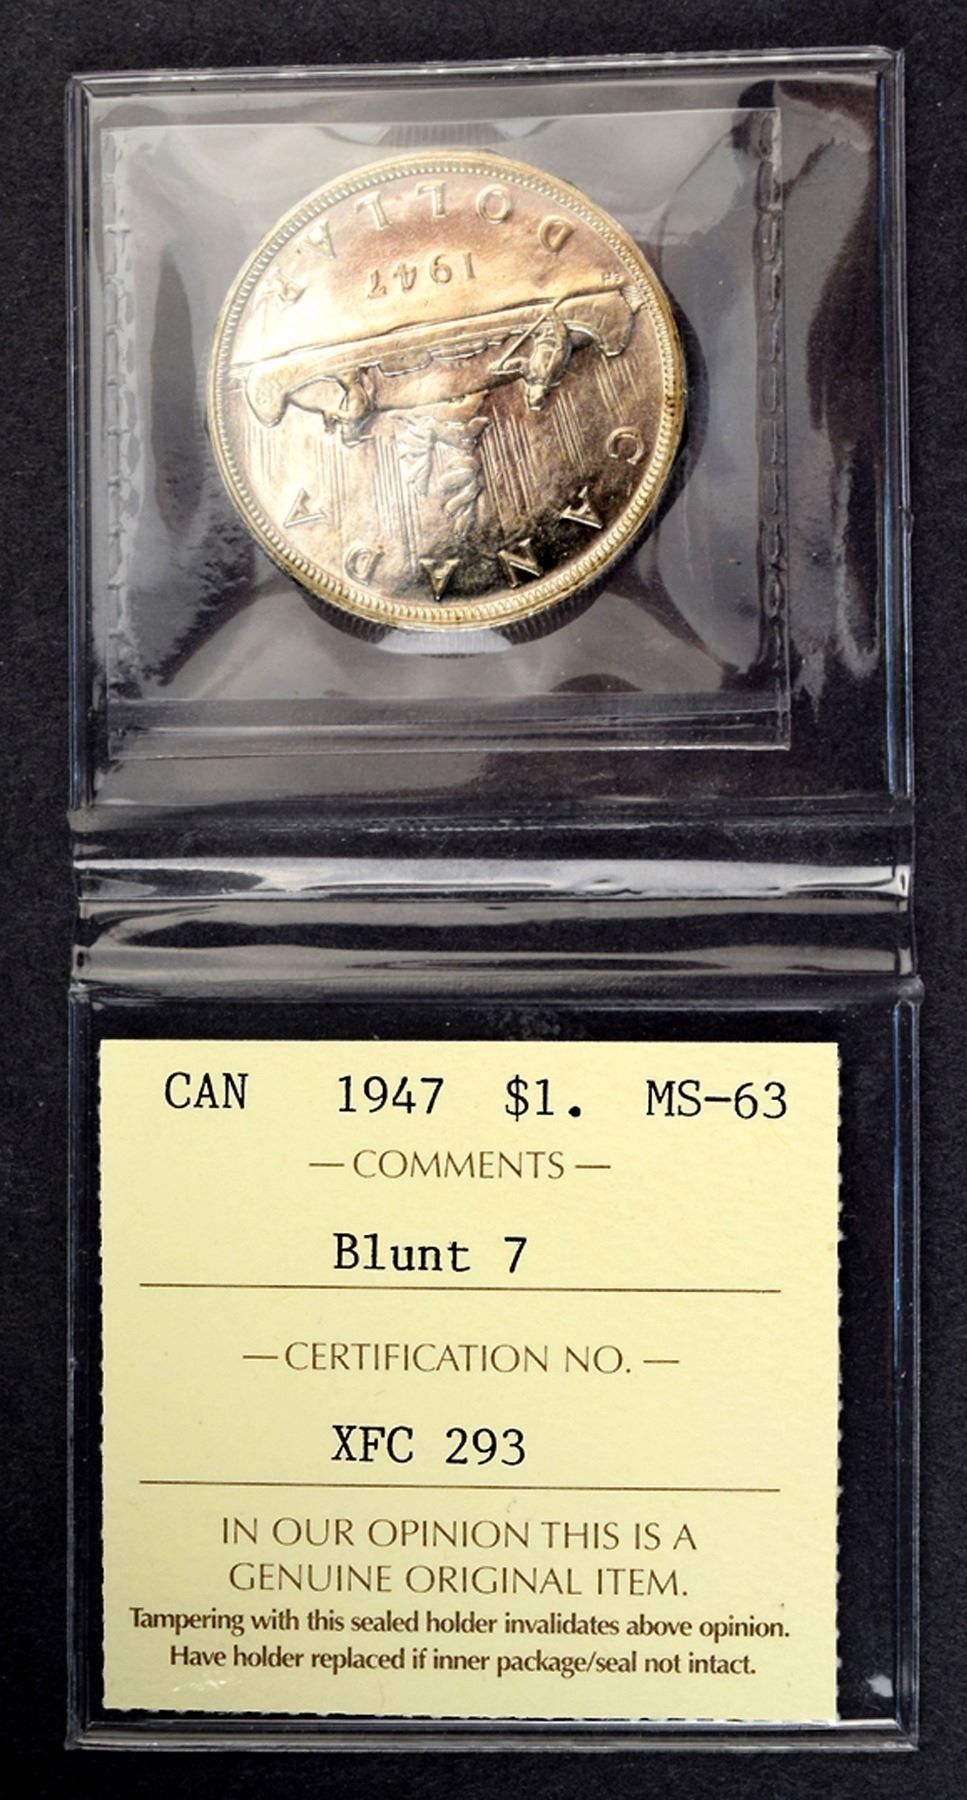 CANADA
1947
DOLLAR
CAN 1947 $1. MS-63
— COMMENTS —
Blunt 7
— CERTIFICATION NO. —
XFC 293
IN OUR OPINION THIS IS A
GENUINE ORIGINAL ITEM.
Tampering with this sealed holder invalidates above opinion.
Have holder replaced if inner package/seal not intact.